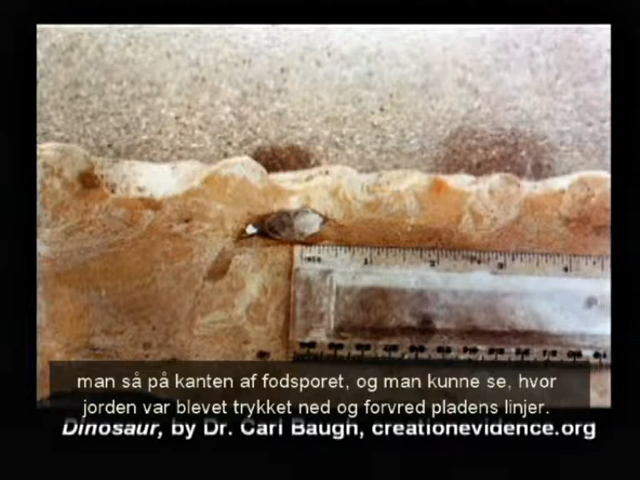 man så på kanten af fodsporet, og man kunne se, hvor
jorden var blevet trykket ned og forvred pladens linjer.
Dinosaur, by Dr. Carl Baugh, creationevidence.org